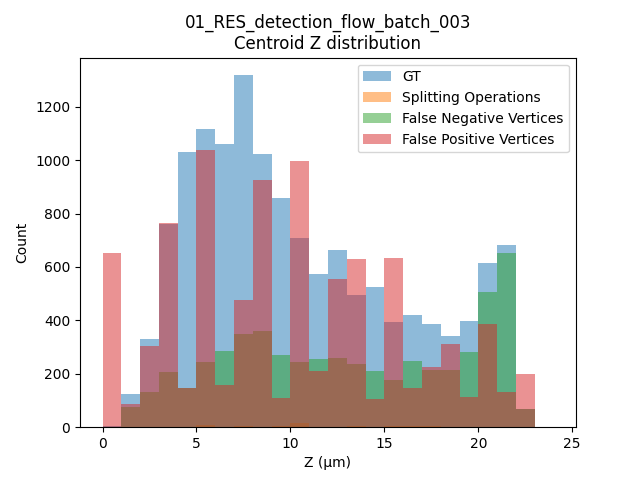 01_RES_detection_flow_batch_003
Centroid Z distribution
GT
Splitting Operations
False Negative Vertices
False Positive Vertices
1200
1000
800
600
400
200
0
Count
0 5 10 15 20 25
Z (μm)